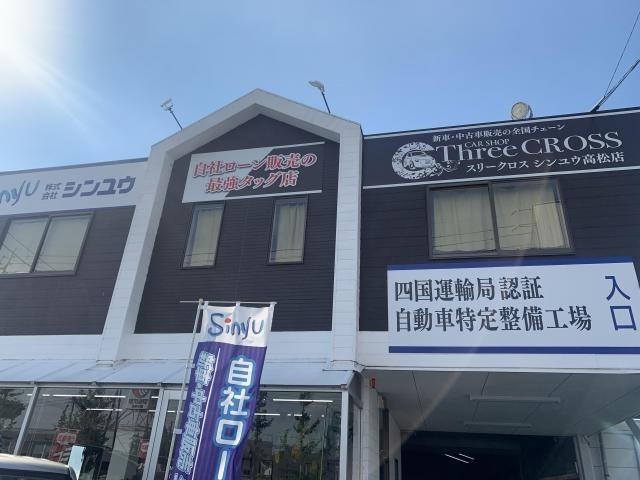 inyu 株式会社 シンユウ
自社ローン販売の
最強タッグ店
新車・中古車販売の全国チェーン
CAR SHOP
Three CROSS
スリークロス シンユウ高松店
四国運輸局認証
自動車特定整備工場
入口
Sinyu
自社ロー